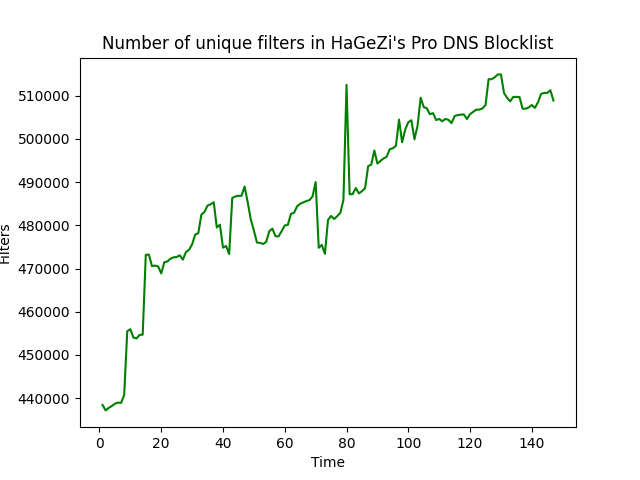 Number of unique filters in HaGeZi's Pro DNS Blocklist
Filters
510000
500000
490000
480000
470000
460000
450000
440000
0 20 40 60 80 100 120 140
Time